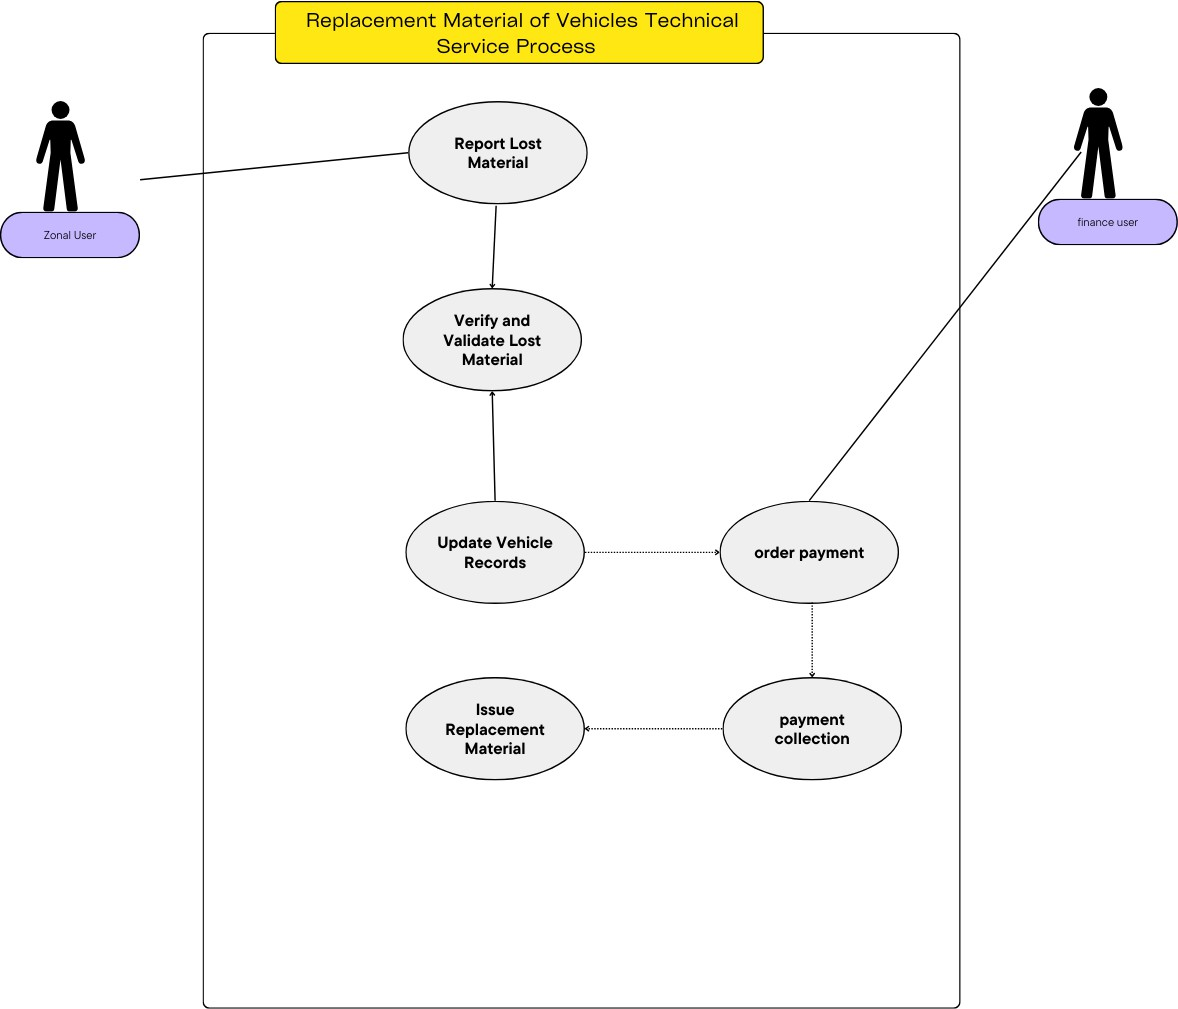 Replacement Material of Vehicles Technical
Service Process
Report Lost
Material
Zonal User
finance user
Verify and
Validate Lost
Material
Update Vehicle
Records
order payment
Issue
Replacement
Material
payment
collection